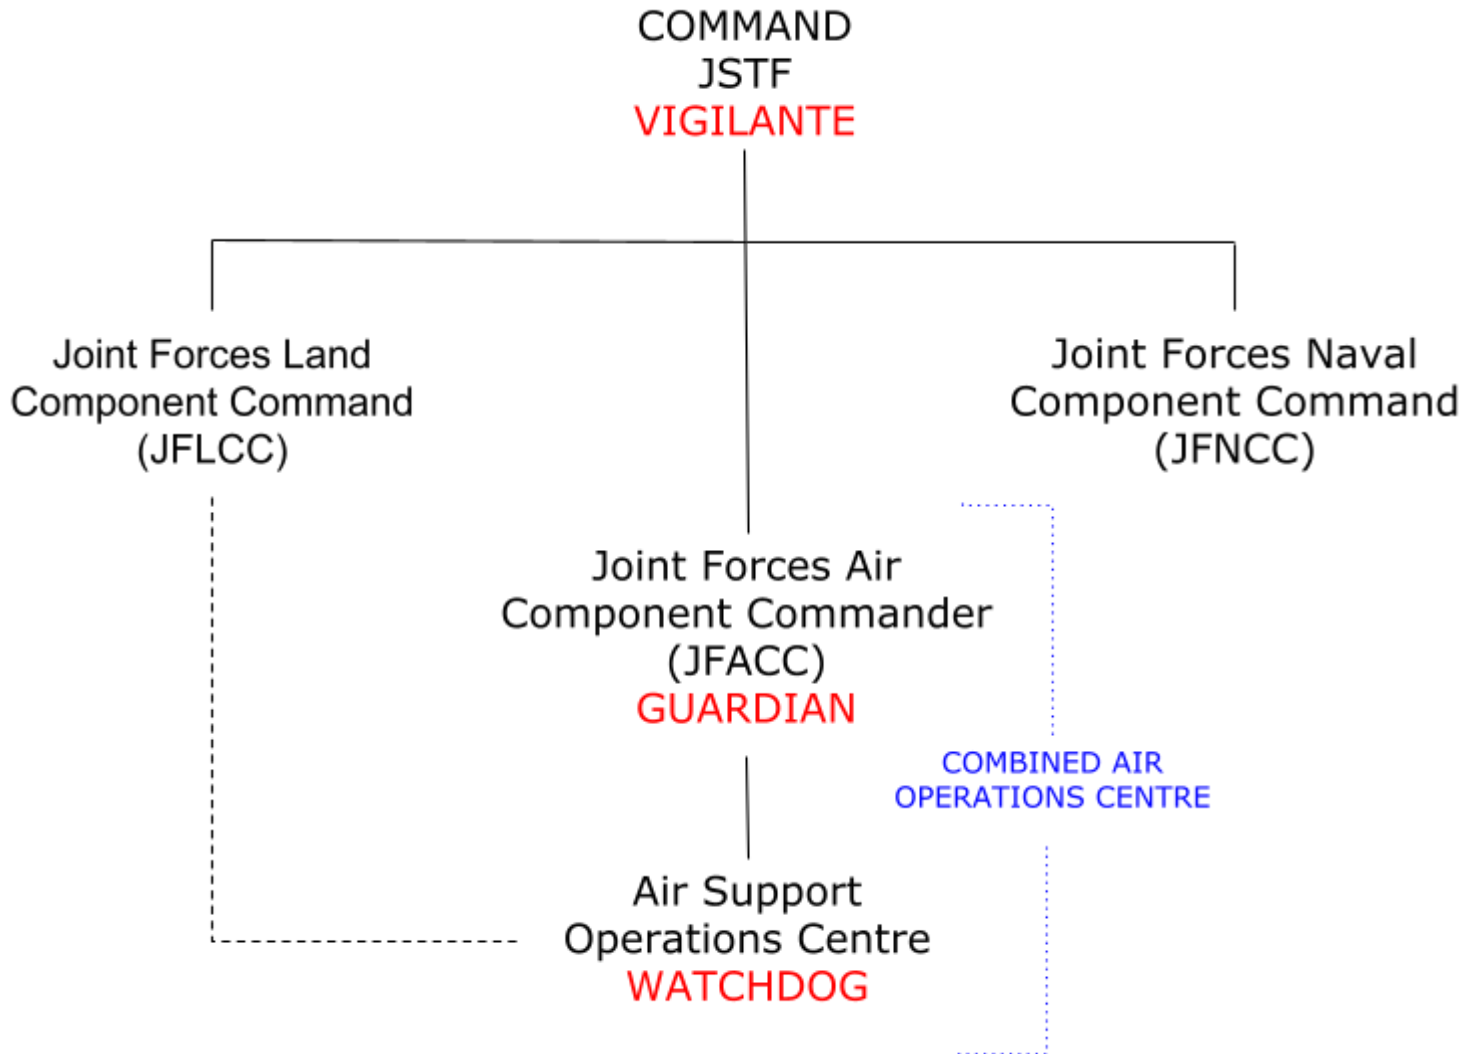 COMMAND
JSTF
VIGILANTE
Joint Forces Land
Component Command
(JFLCC)
Joint Forces Naval
Component Command
(JFNCC)
Joint Forces Air
Component Commander
(JFACC)
GUARDIAN
COMBINED AIR
OPERATIONS CENTRE
Air Support
Operations Centre
WATCHDOG